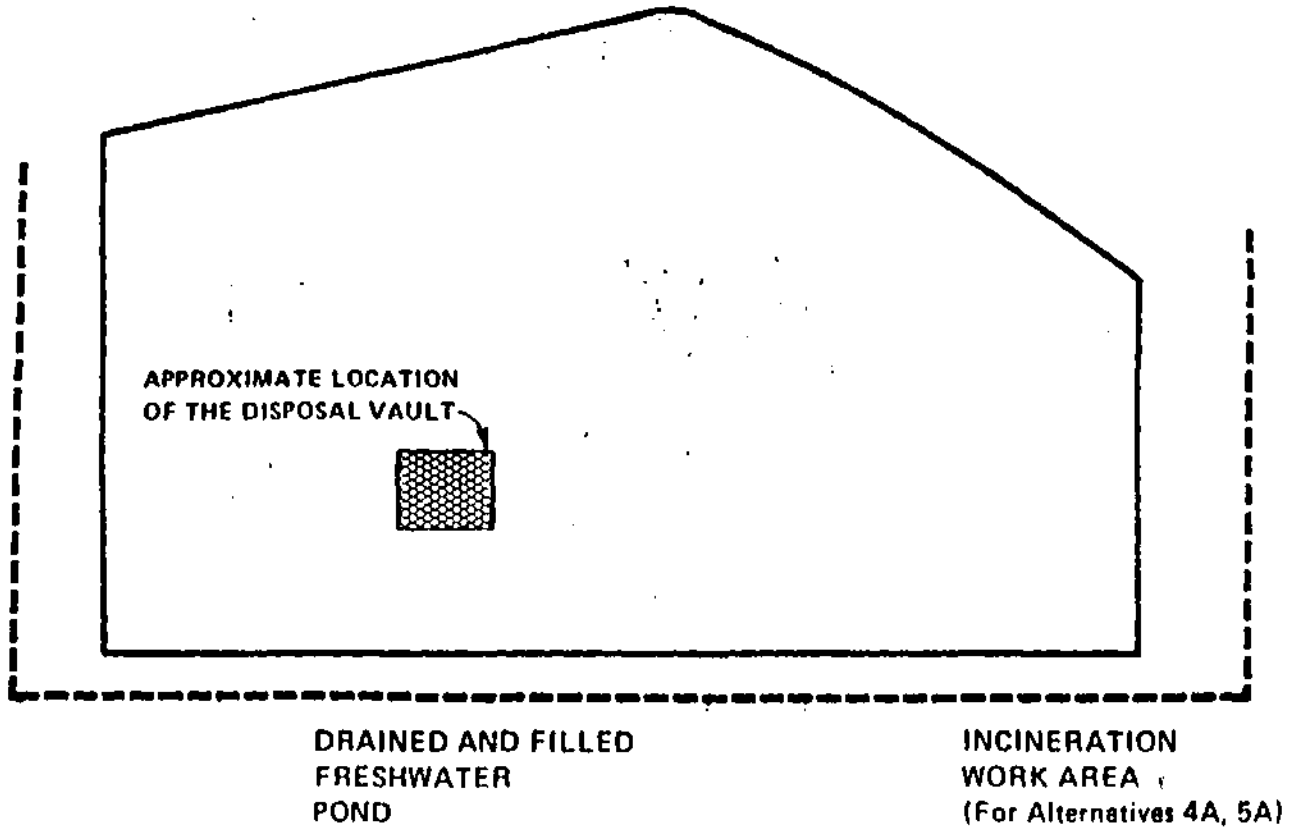 APPROXIMATE LOCATION
OF THE DISPOSAL VAULT
DRAINED AND FILLED
FRESHWATER
POND
INCINERATION
WORK AREA
(For Alternatives 4A, 5A)